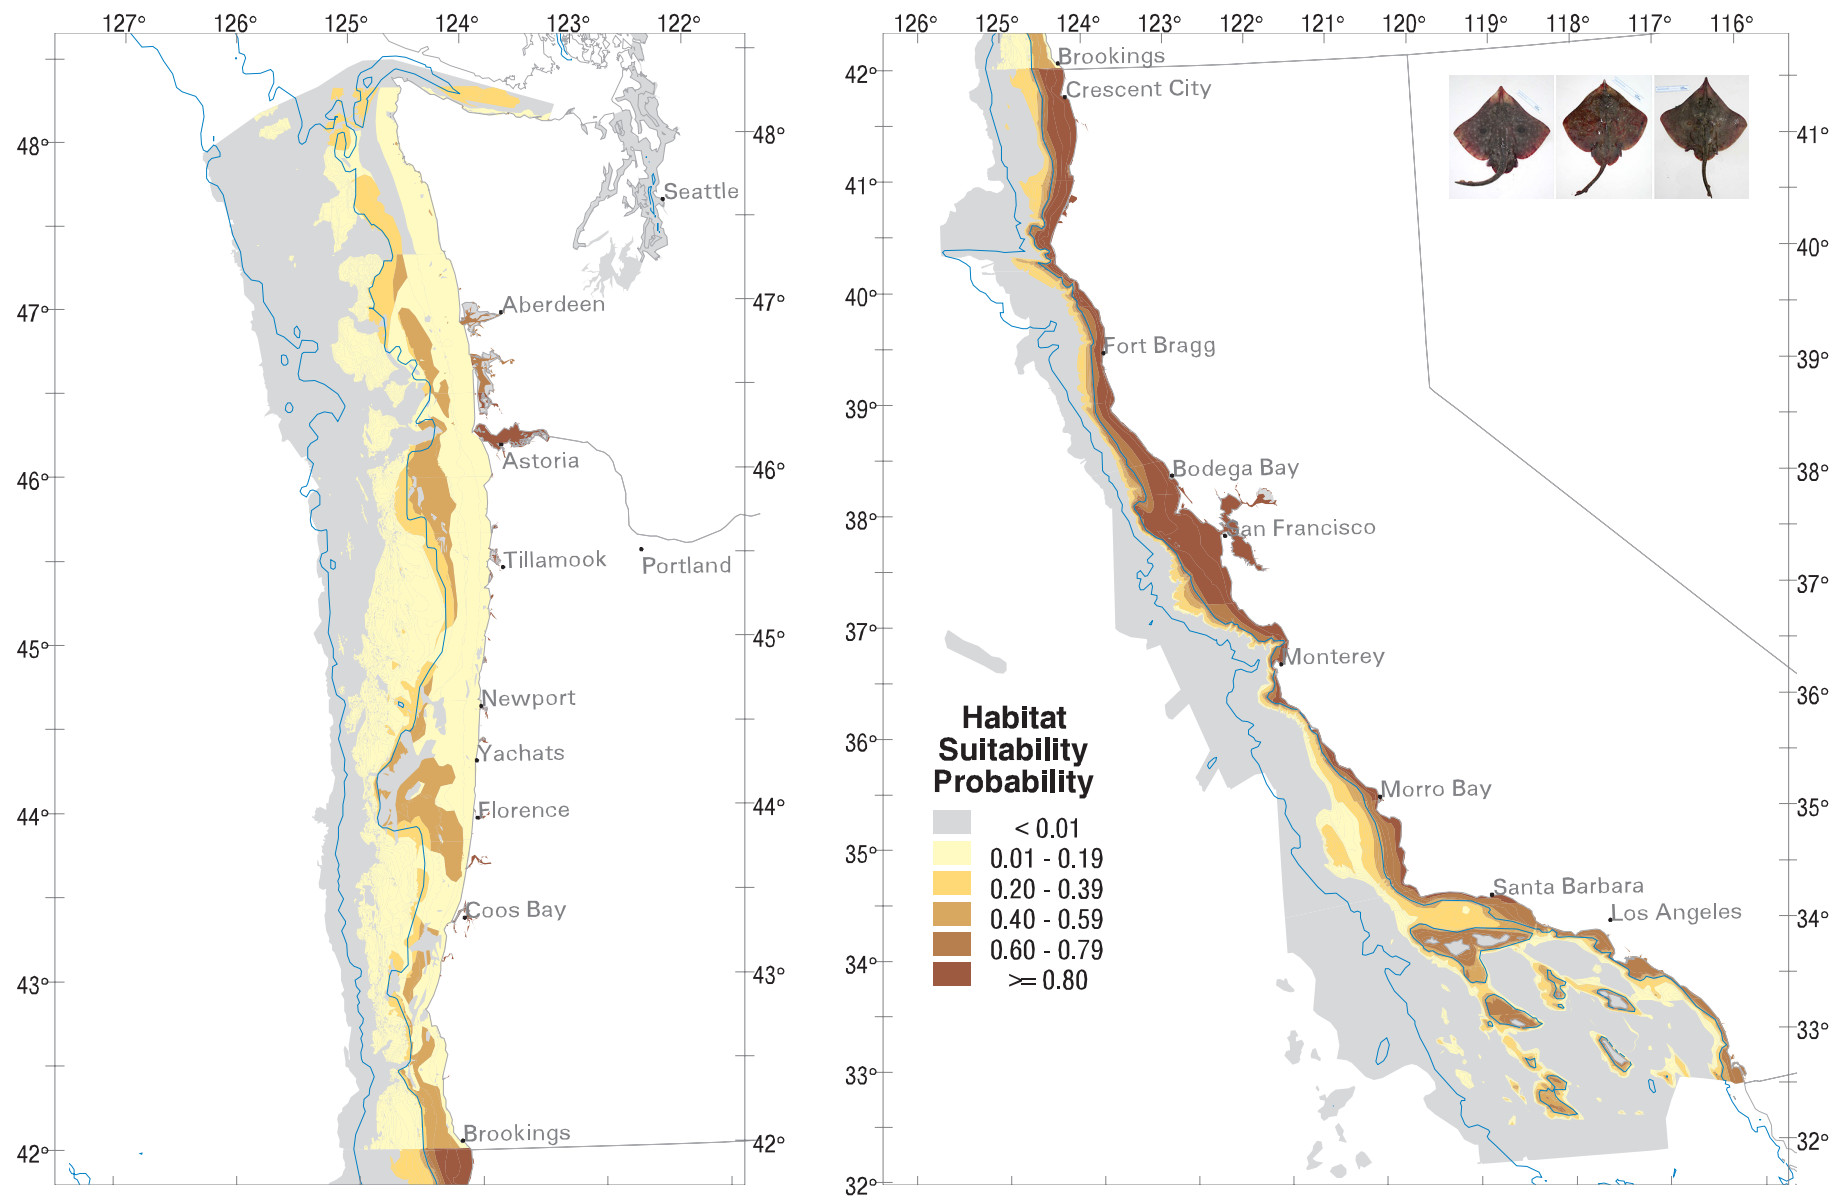 127° 126° 125° 124° 123° 122°
48° 48°
Seattle
47° 47°
Aberdeen
46° 46°
Astoria
Tillamook
Portland
45° 45°
Newport
Yachats
44° 44°
Florence
Coos Bay
43° 43°
42° 42°
Brookings
126° 125° 124° 123° 122° 121° 120° 119° 118° 117° 116°
42°
Brookings
Crescent City
41° 41°
40° 40°
Fort Bragg
39° 39°
Bodega Bay
38° 38°
San Francisco
37° 37°
Monterey
36° 36°
Morro Bay
35° 35°
Santa Barbara
Los Angeles
34° 34°
33° 33°
32° 32°
Habitat
Suitability
Probability
< 0.01
0.01 - 0.19
0.20 - 0.39
0.40 - 0.59
0.60 - 0.79
>= 0.80